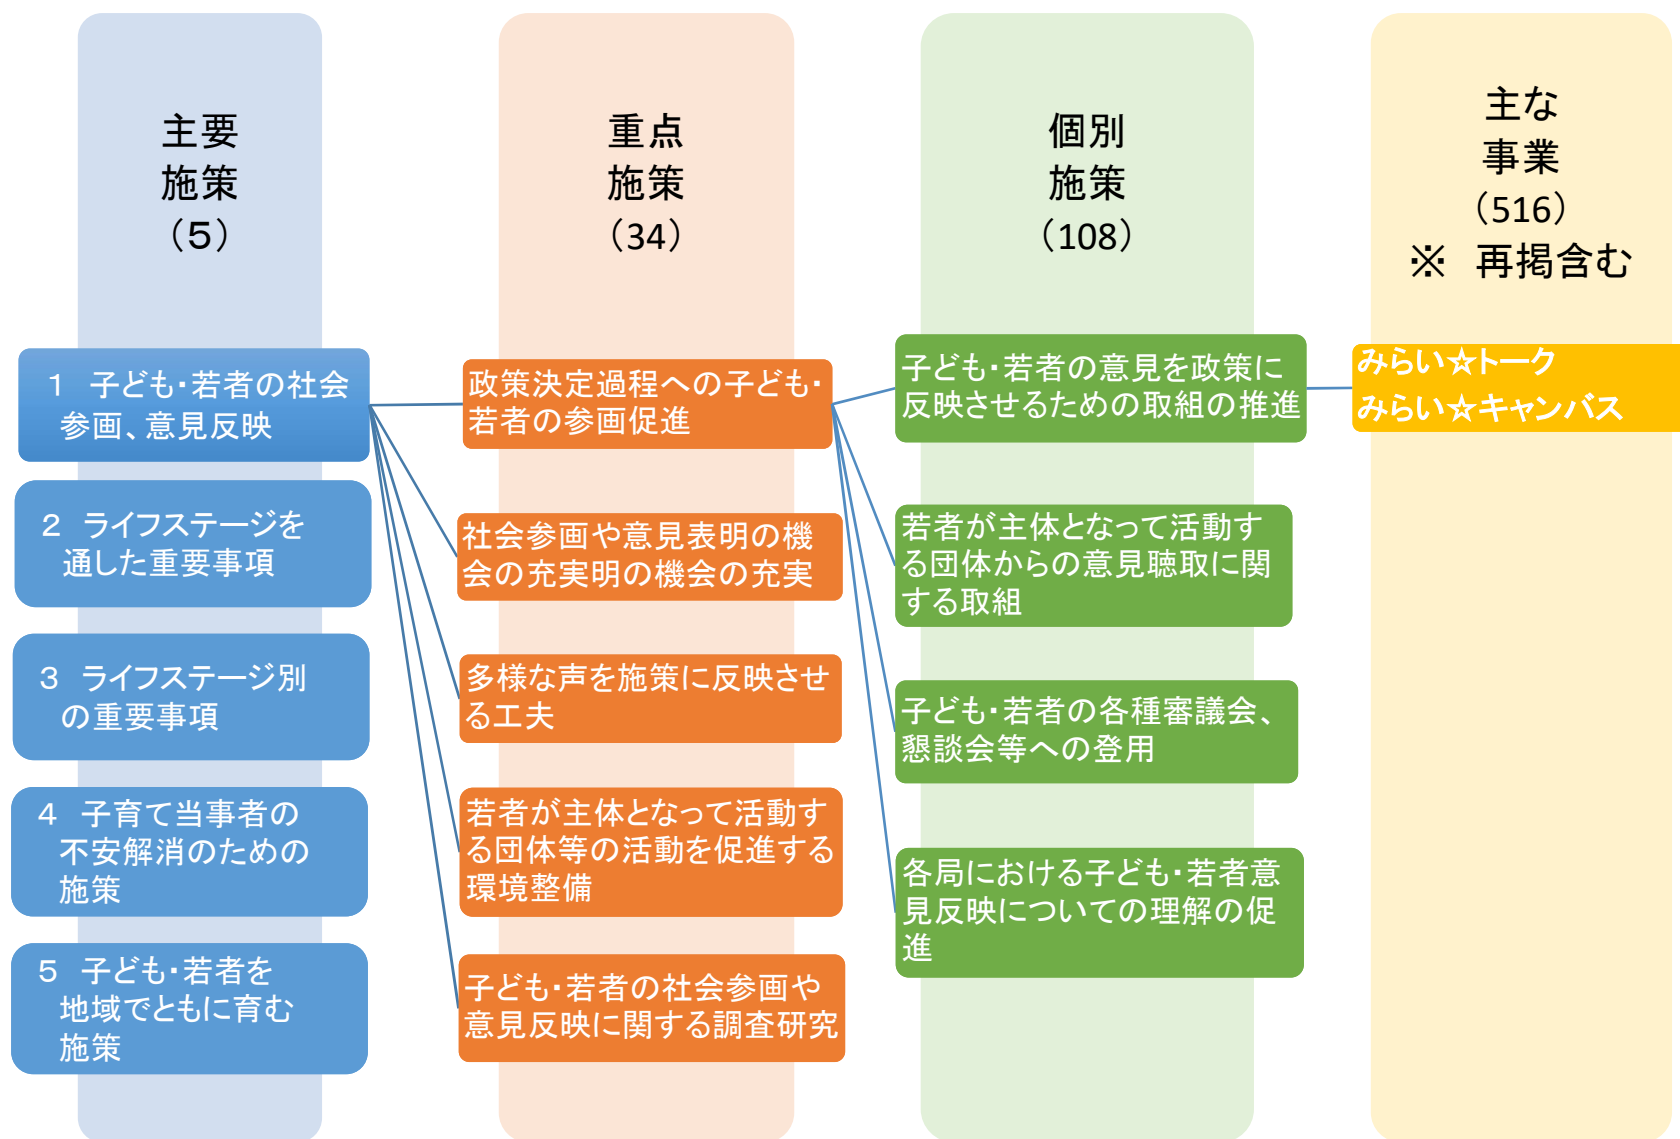 主要
施策
（５）
１　子ども・若者の社会
参画、意見反映
２　ライフステージを
通した重要事項
３　ライフステージ別
の重要事項
４　子育て当事者の
不安解消のための
施策
５　子ども・若者を
地域でともに育む
施策
重点
施策
（34）
政策決定過程への子ども・
若者の参画促進
社会参画や意見表明の機
会の充実明の機会の充実
多様な声を施策に反映させ
る工夫
若者が主体となって活動す
る団体等の活動を促進する
環境整備
子ども・若者の社会参画や
意見反映に関する調査研究
個別
施策
（108）
子ども・若者の意見を政策に
反映させるための取組の推進
若者が主体となって活動す
る団体からの意見聴取に関
する取組
子ども・若者の各種審議会、
懇談会等への登用
各局における子ども・若者意
見反映についての理解の促
進
主な
事業
（516）
※　再掲含む
みらい☆トーク
みらい☆キャンバス